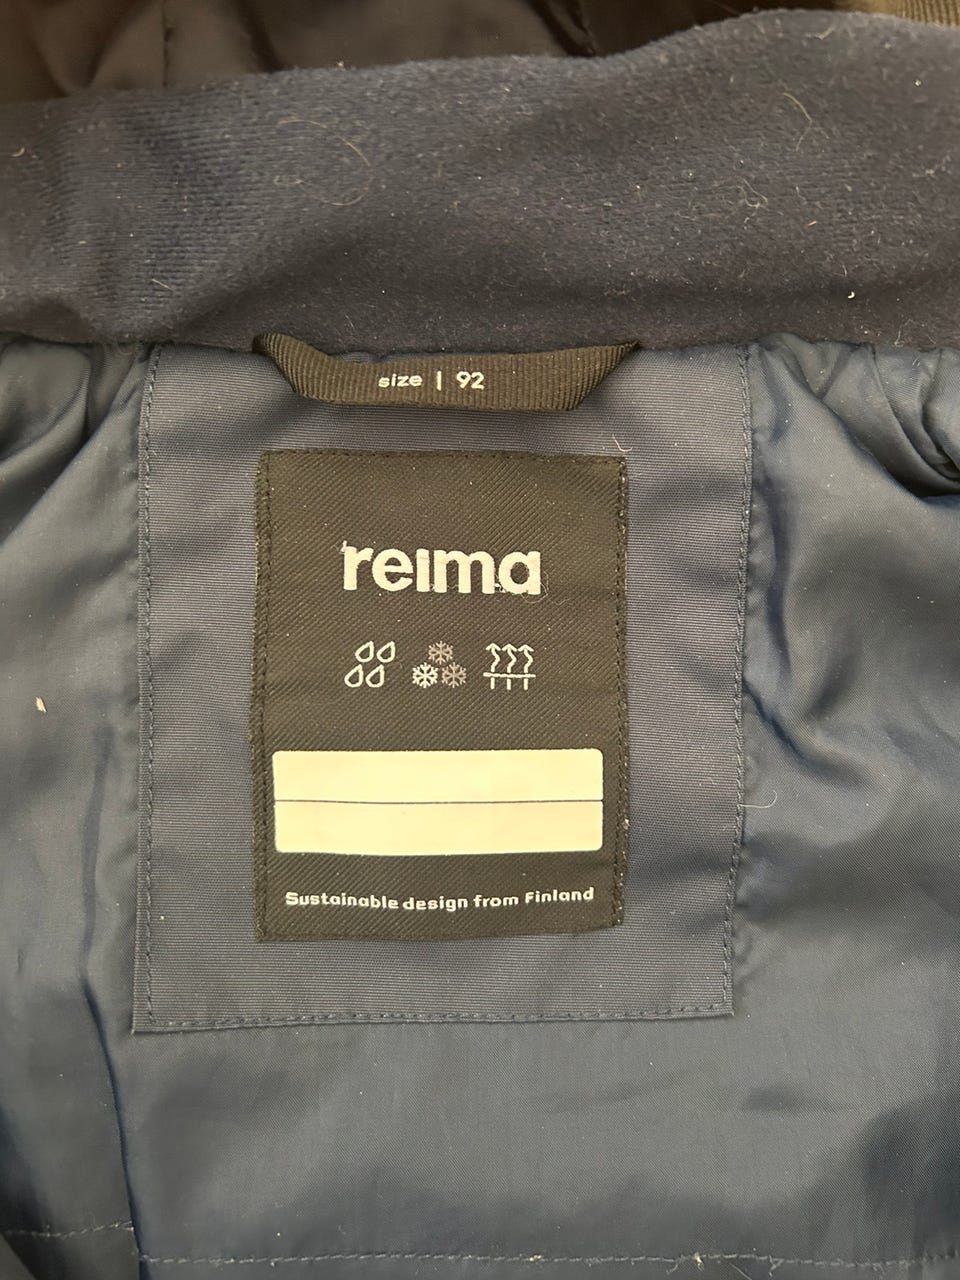 size | 92
reima
Sustainable design from Finland